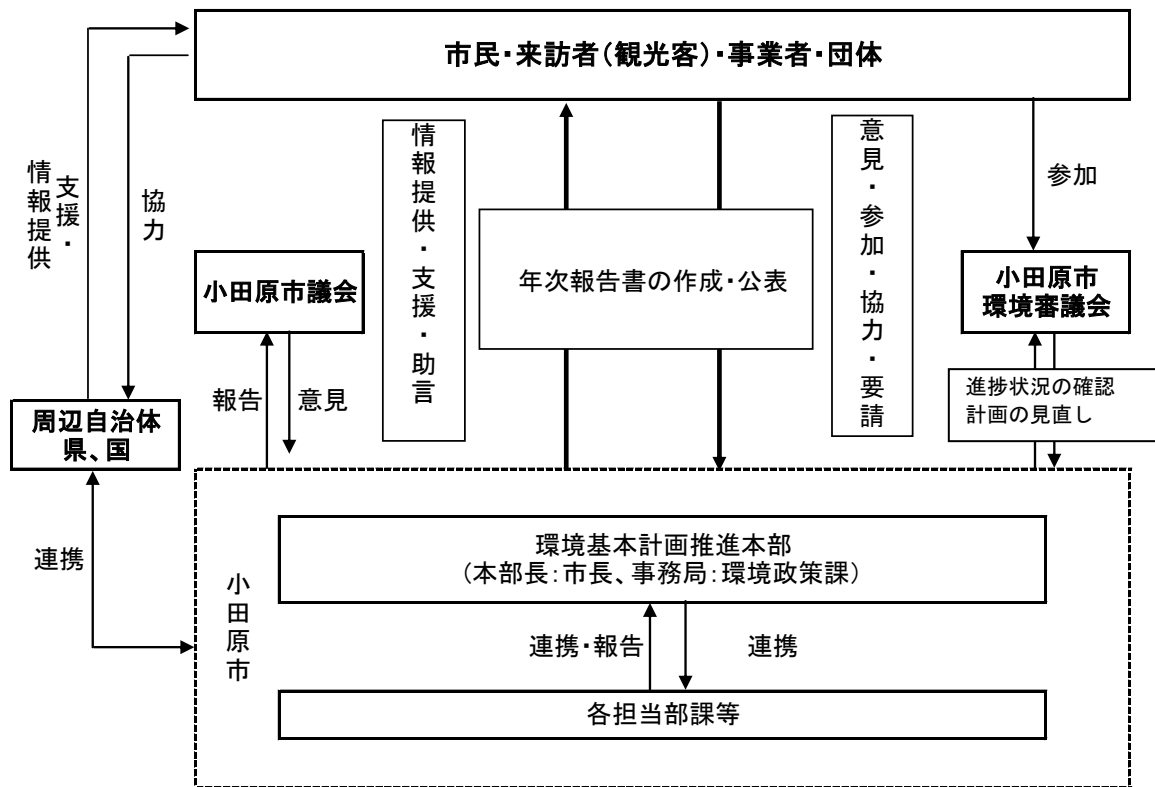 市民・来訪者（観光客）・事業者・団体
支援・
情報提供
協力
情報提供・支援・助言
意見・参加・協力・要請
参加
年次報告書の作成・公表
小田原市議会
小田原市
環境審議会
報告
意見
進捗状況の確認
計画の見直し
周辺自治体
県、国
連携
小田原市
環境基本計画推進本部
（本部長：市長、事務局：環境政策課）
連携・報告
連携
各担当部課等